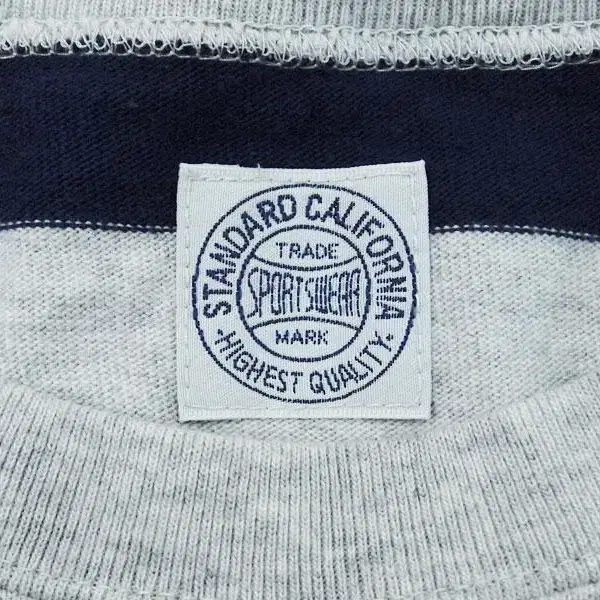 STANDARD CALIFORNIA
TRADE
SPORTSWEAR
MARK
·HIGHEST QUALITY·